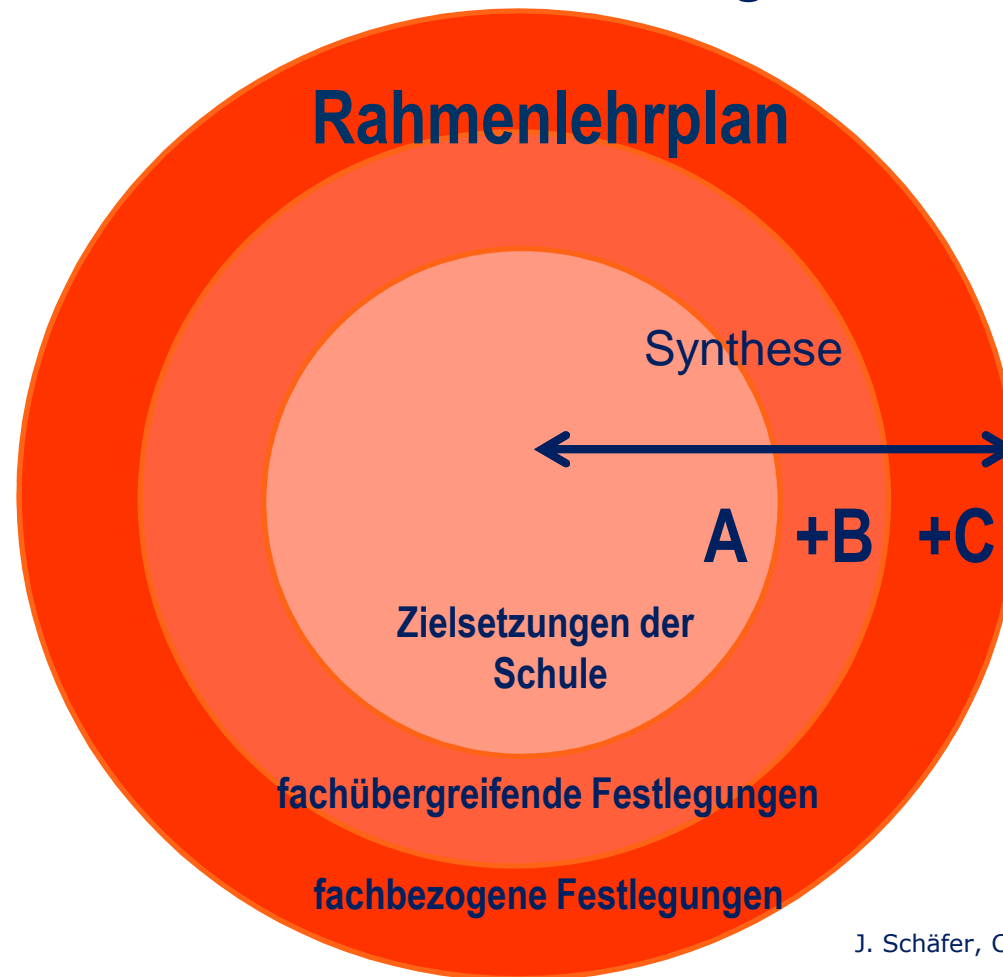 Rahmenlehrplan
Synthese
A +B +C
Zielsetzungen der
Schule
fachübergreifende Festlegungen
fachbezogene Festlegungen
J. Schäfer,